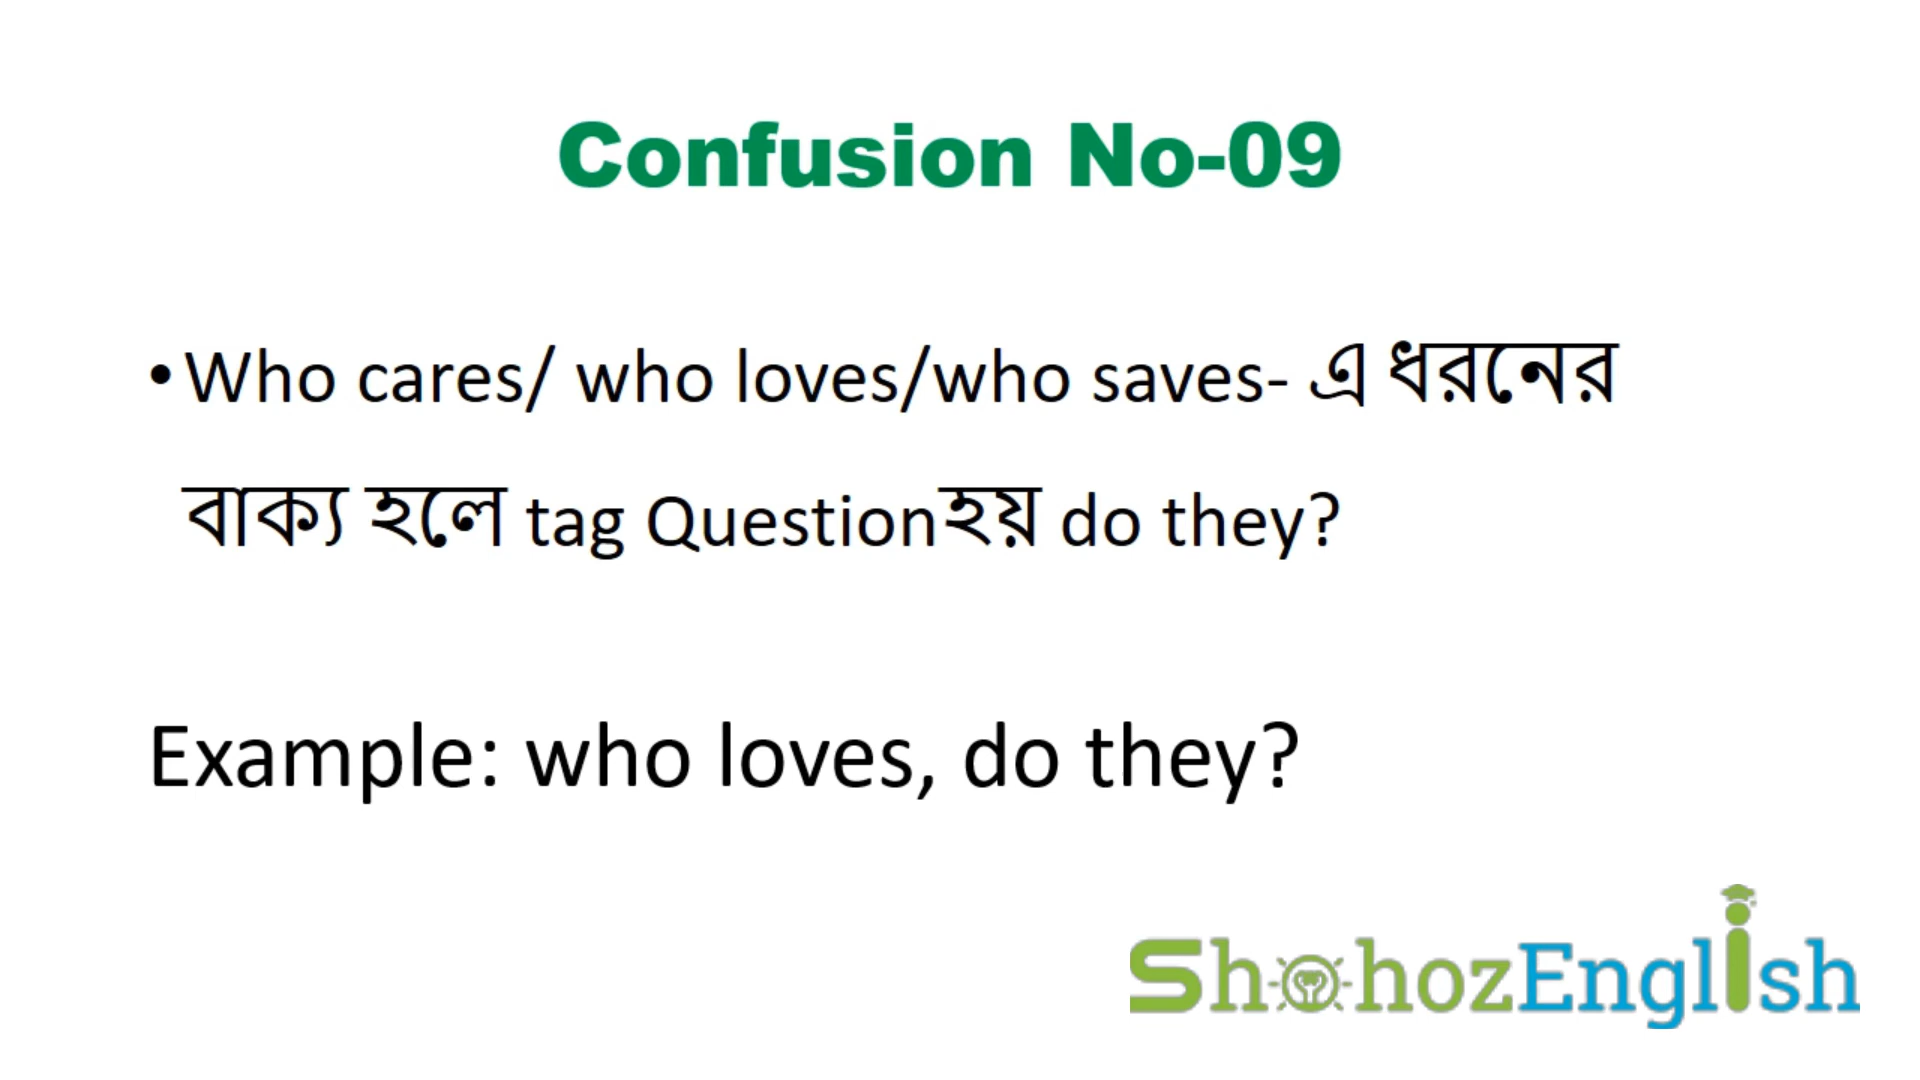 Confusion No-09
• Who cares/ who loves/who saves- এ ধরনের
বাক্য হলে tag Questionহয় do they?
Example: who loves, do they?
ShohozEnglish